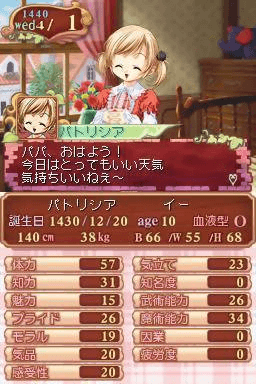 1440
wed 4/ 1
パトリシア
パパ、おはよう！
今日はとってもいい天気
気持ちいいねぇ～
パトリシア イー
誕生日 1430/12/20 age 10 血液型 O
140cm 38kg B 66 /W 55 /H 68
体力 57 気立て 23
知力 31 知名度 0
魅力 15 武術能力 26
プライド 26 魔術能力 34
モラル 19 因業 0
気品 20 疲労度 0
感受性 20